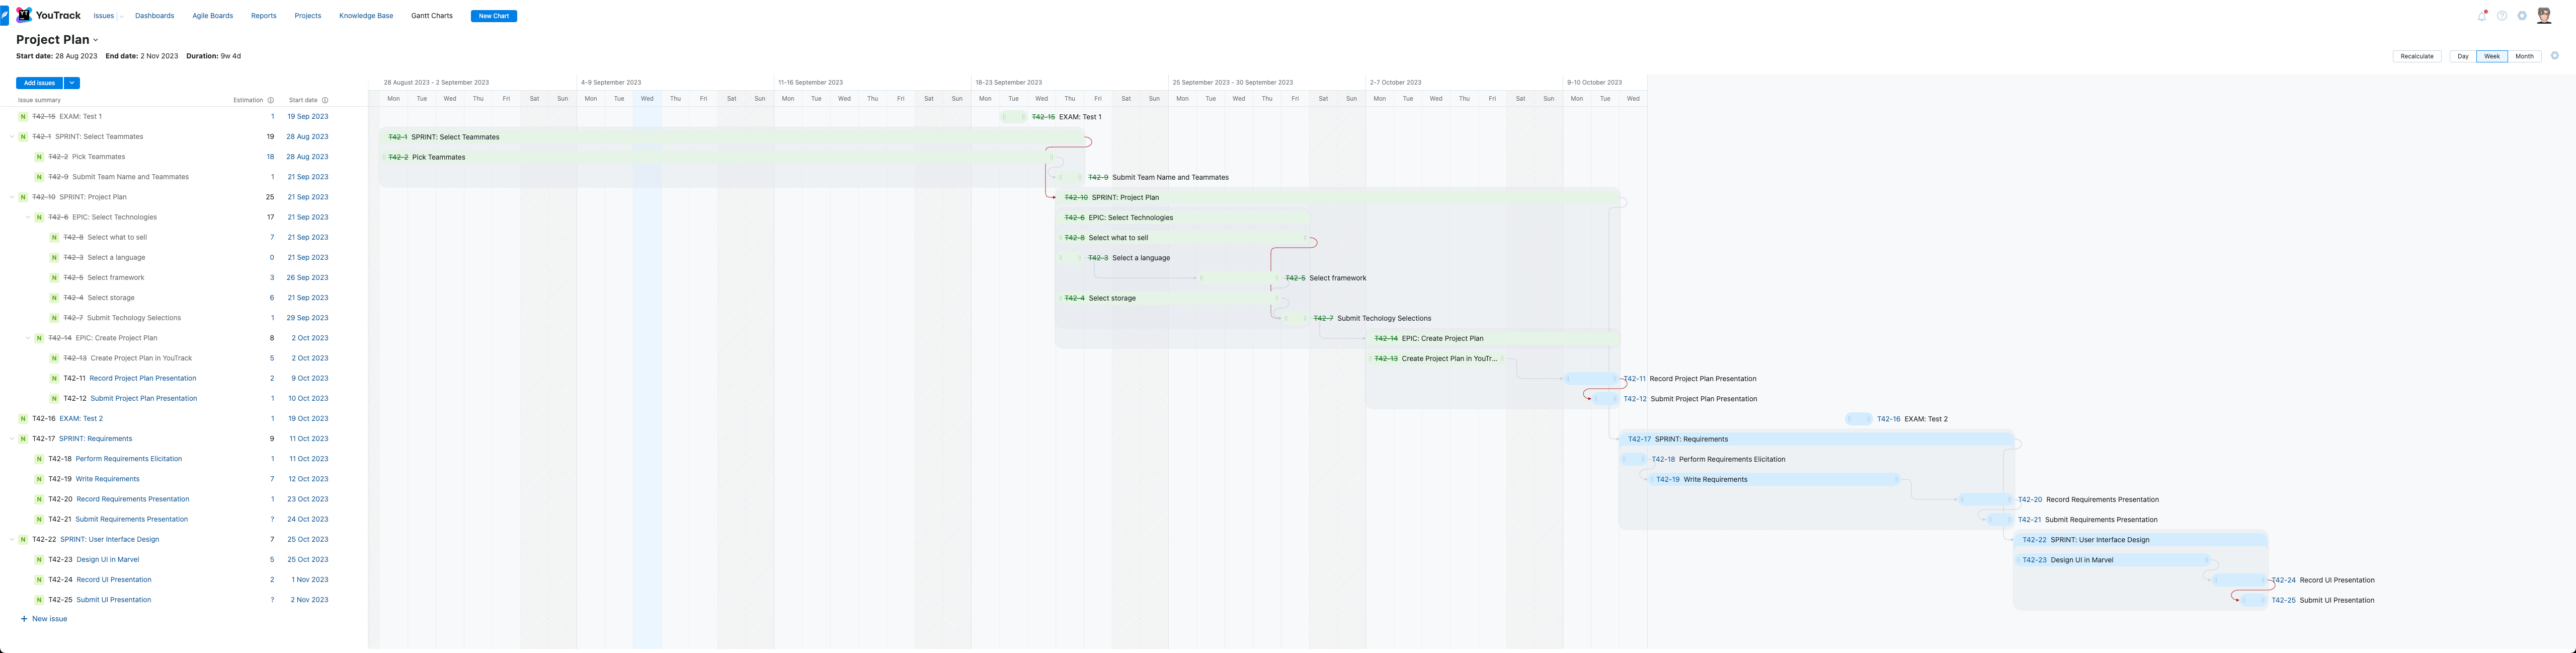 YouTrack Issues Dashboards Agile Boards Reports Projects Knowledge Base Gantt Charts New Chart
Project Plan
Start date: 28 Aug 2023 End date: 2 Nov 2023 Duration: 9w 4d
Recalculate Day Week Month
Add issues
28 August 2023 - 2 September 2023 4-9 September 2023 11-16 September 2023 18-23 September 2023 25 September 2023 - 30 September 2023 2-7 October 2023 9-10 October 2023
Issue summary Estimation Start date
Mon Tue Wed Thu Fri Sat Sun Mon Tue Wed Thu Fri Sat Sun Mon Tue Wed Thu Fri Sat Sun Mon Tue Wed Thu Fri Sat Sun Mon Tue Wed Thu Fri Sat Sun Mon Tue Wed Thu Fri Sat Sun Mon Tue Wed
N T42-15 EXAM: Test 1 1 19 Sep 2023 T42-15 EXAM: Test 1
N T42-1 SPRINT: Select Teammates 19 28 Aug 2023 T42-1 SPRINT: Select Teammates
N T42-2 Pick Teammates 18 28 Aug 2023 T42-2 Pick Teammates
N T42-9 Submit Team Name and Teammates 1 21 Sep 2023 T42-9 Submit Team Name and Teammates
N T42-10 SPRINT: Project Plan 25 21 Sep 2023 T42-10 SPRINT: Project Plan
N T42-6 EPIC: Select Technologies 17 21 Sep 2023 T42-6 EPIC: Select Technologies
N T42-8 Select what to sell 7 21 Sep 2023 T42-8 Select what to sell
N T42-3 Select a language 0 21 Sep 2023 T42-3 Select a language
N T42-5 Select framework 3 26 Sep 2023 T42-5 Select framework
N T42-4 Select storage 6 21 Sep 2023 T42-4 Select storage
N T42-7 Submit Techology Selections 1 29 Sep 2023 T42-7 Submit Techology Selections
N T42-14 EPIC: Create Project Plan 8 2 Oct 2023 T42-14 EPIC: Create Project Plan
N T42-13 Create Project Plan in YouTrack 5 2 Oct 2023 T42-13 Create Project Plan in YouTr...
N T42-11 Record Project Plan Presentation 2 9 Oct 2023 T42-11 Record Project Plan Presentation
N T42-12 Submit Project Plan Presentation 1 10 Oct 2023 T42-12 Submit Project Plan Presentation
N T42-16 EXAM: Test 2 1 19 Oct 2023 T42-16 EXAM: Test 2
N T42-17 SPRINT: Requirements 9 11 Oct 2023 T42-17 SPRINT: Requirements
N T42-18 Perform Requirements Elicitation 1 11 Oct 2023 T42-18 Perform Requirements Elicitation
N T42-19 Write Requirements 7 12 Oct 2023 T42-19 Write Requirements
N T42-20 Record Requirements Presentation 1 23 Oct 2023 T42-20 Record Requirements Presentation
N T42-21 Submit Requirements Presentation ? 24 Oct 2023 T42-21 Submit Requirements Presentation
N T42-22 SPRINT: User Interface Design 7 25 Oct 2023 T42-22 SPRINT: User Interface Design
N T42-23 Design UI in Marvel 5 25 Oct 2023 T42-23 Design UI in Marvel
N T42-24 Record UI Presentation 2 1 Nov 2023 T42-24 Record UI Presentation
N T42-25 Submit UI Presentation ? 2 Nov 2023 T42-25 Submit UI Presentation
+ New issue